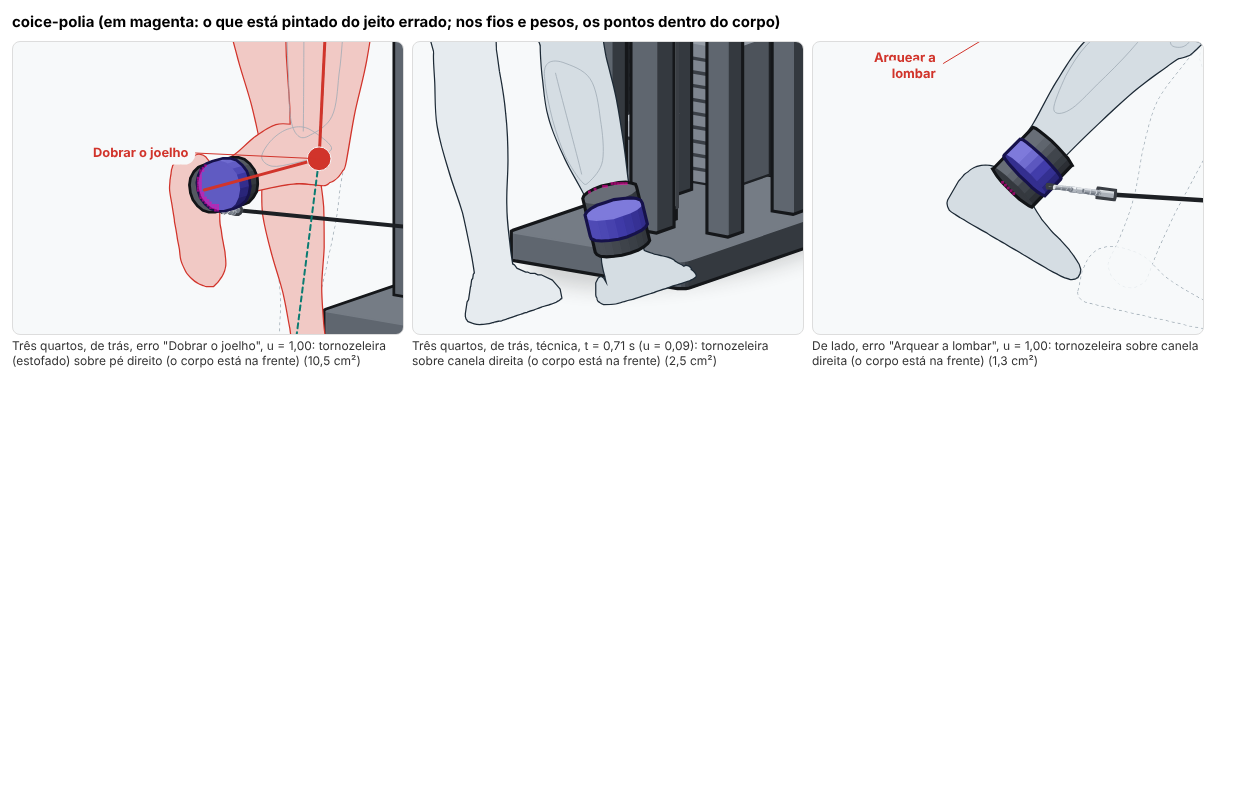 coice-polia (em magenta: o que está pintado do jeito errado; nos fios e pesos, os pontos dentro do corpo)
Dobrar o joelho
Arquear a
lombar
Três quartos, de trás, erro "Dobrar o joelho", u = 1,00: tornozeleira
(estofado) sobre pé direito (o corpo está na frente) (10,5 cm²)
Três quartos, de trás, técnica, t = 0,71 s (u = 0,09): tornozeleira
sobre canela direita (o corpo está na frente) (2,5 cm²)
De lado, erro "Arquear a lombar", u = 1,00: tornozeleira sobre canela
direita (o corpo está na frente) (1,3 cm²)